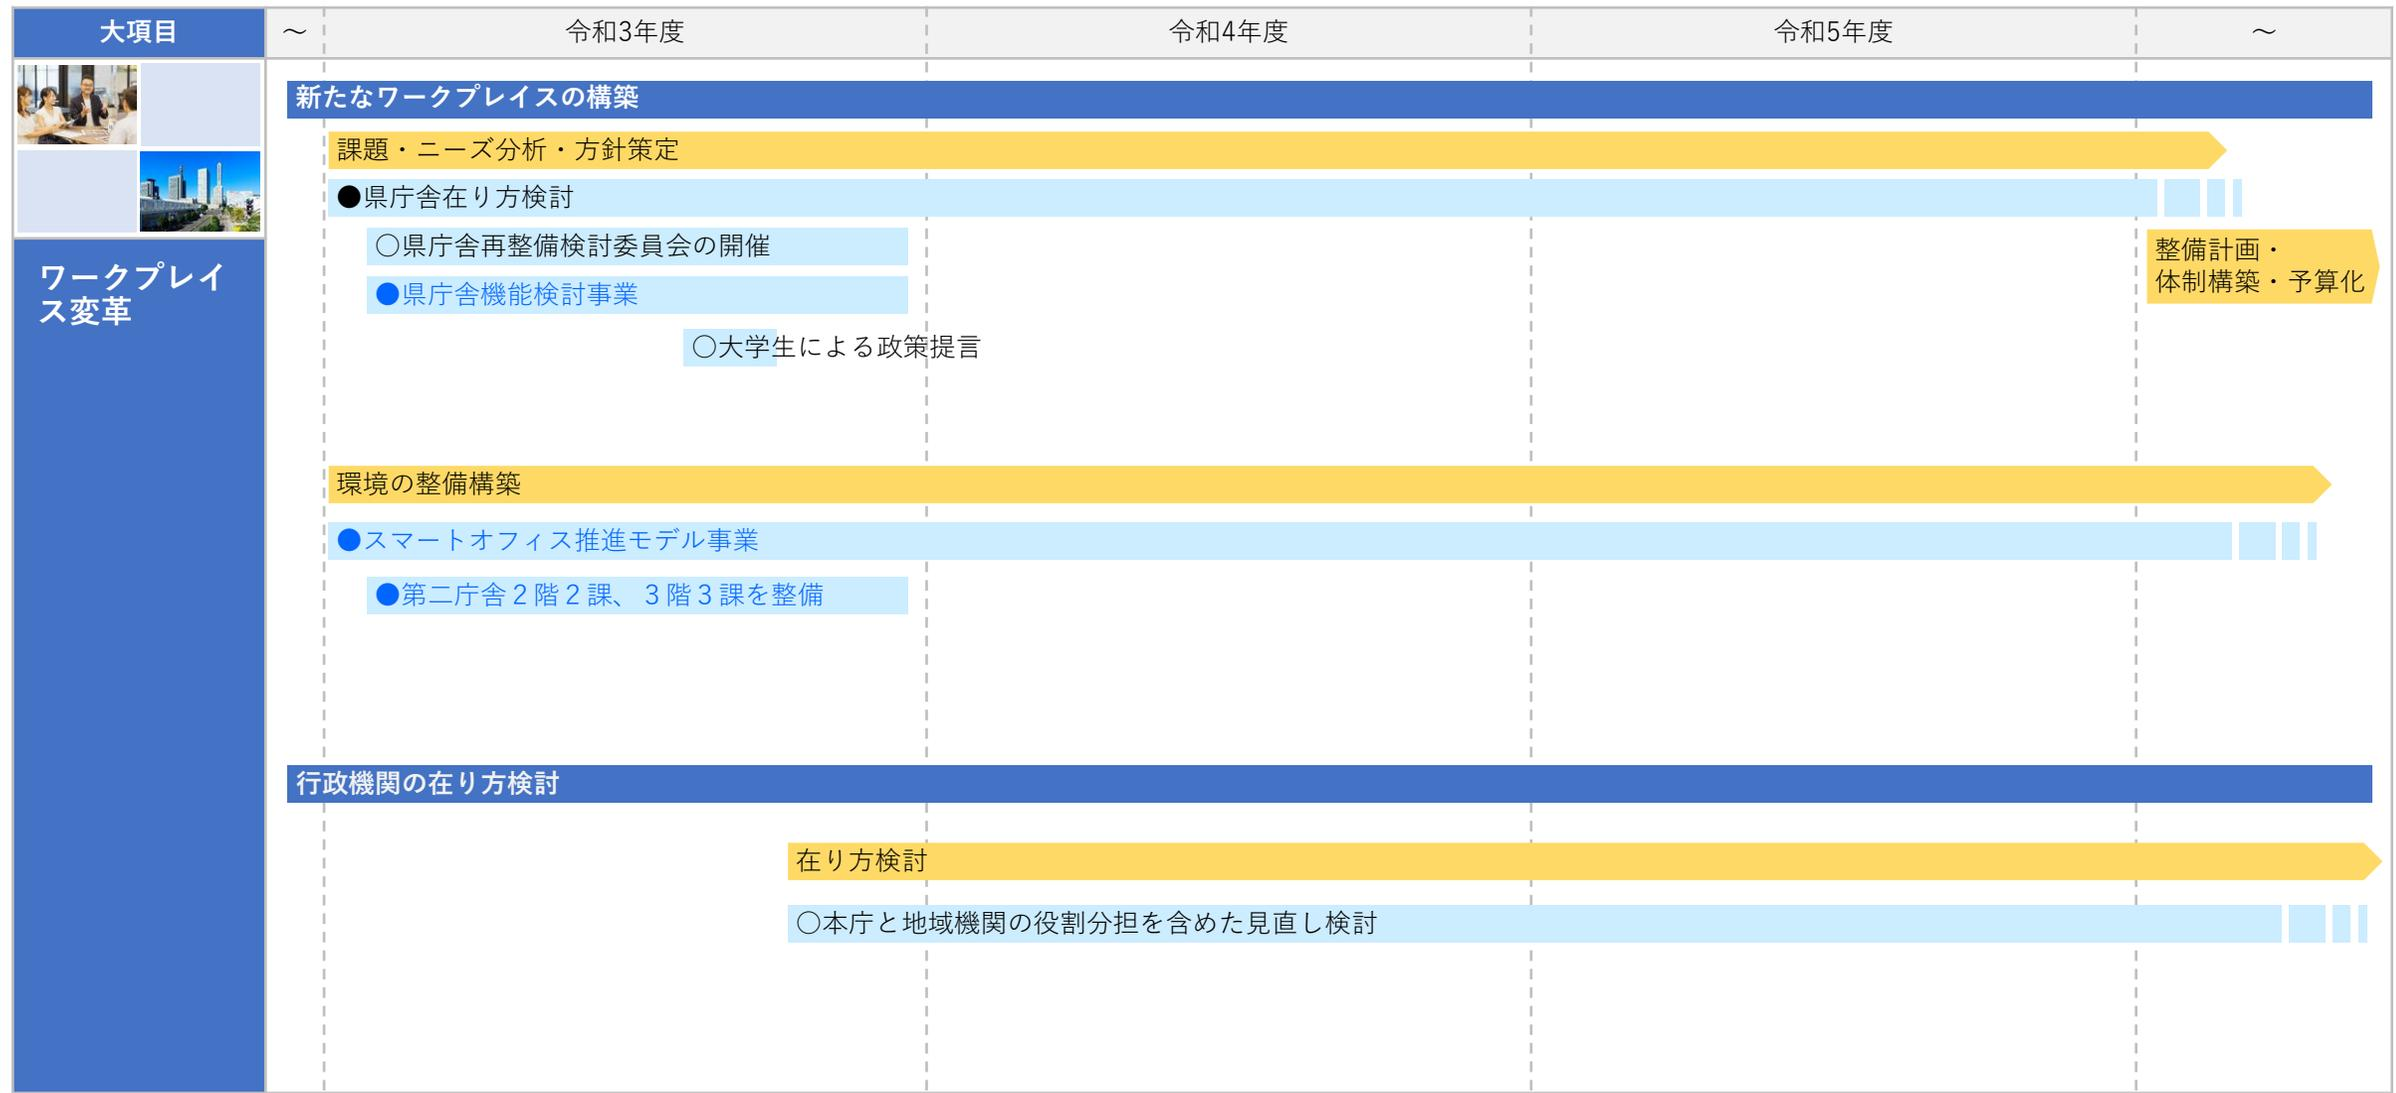 大項目
～
令和3年度
令和4年度
令和5年度
～
ワークプレイ
ス変革
新たなワークプレイスの構築
課題・ニーズ分析・方針策定
●県庁舎在り方検討
○県庁舎再整備検討委員会の開催
●県庁舎機能検討事業
○大学生による政策提言
整備計画・
体制構築・予算化
環境の整備構築
●スマートオフィス推進モデル事業
●第二庁舎２階２課、３階３課を整備
行政機関の在り方検討
在り方検討
○本庁と地域機関の役割分担を含めた見直し検討